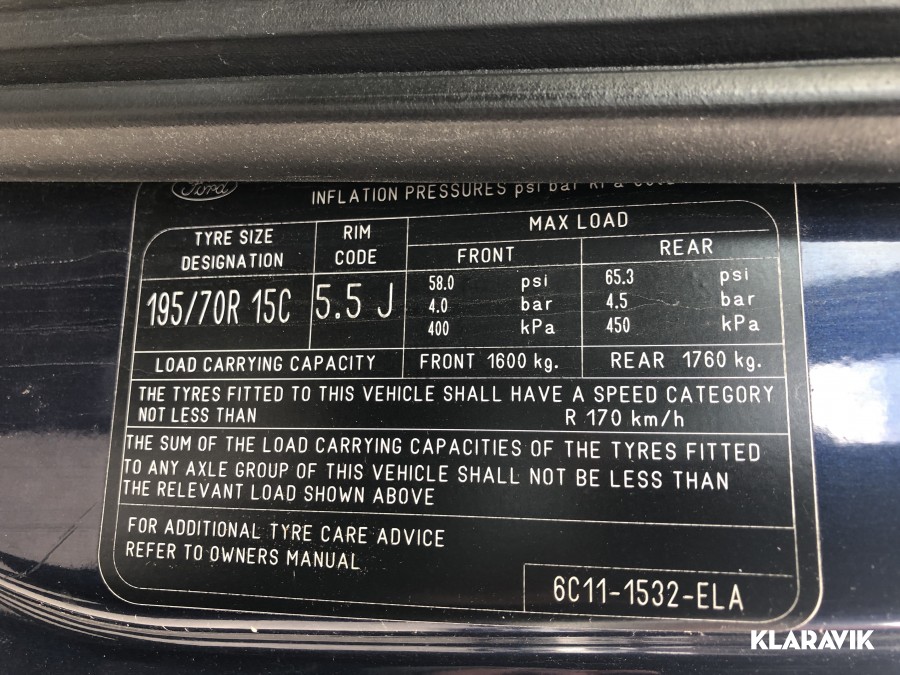 Ford
INFLATION PRESSURES psi bar kPa
TYRE SIZE DESIGNATION
RIM CODE
MAX LOAD
FRONT
REAR
195/70R 15C
5.5 J
58.0 psi
4.0 bar
400 kPa
65.3 psi
4.5 bar
450 kPa
LOAD CARRYING CAPACITY
FRONT 1600 kg.
REAR 1760 kg.
THE TYRES FITTED TO THIS VEHICLE SHALL HAVE A SPEED CATEGORY
NOT LESS THAN R 170 km/h
THE SUM OF THE LOAD CARRYING CAPACITIES OF THE TYRES FITTED
TO ANY AXLE GROUP OF THIS VEHICLE SHALL NOT BE LESS THAN
THE RELEVANT LOAD SHOWN ABOVE
FOR ADDITIONAL TYRE CARE ADVICE
REFER TO OWNERS MANUAL
6C11-1532-ELA
KLARAVIK